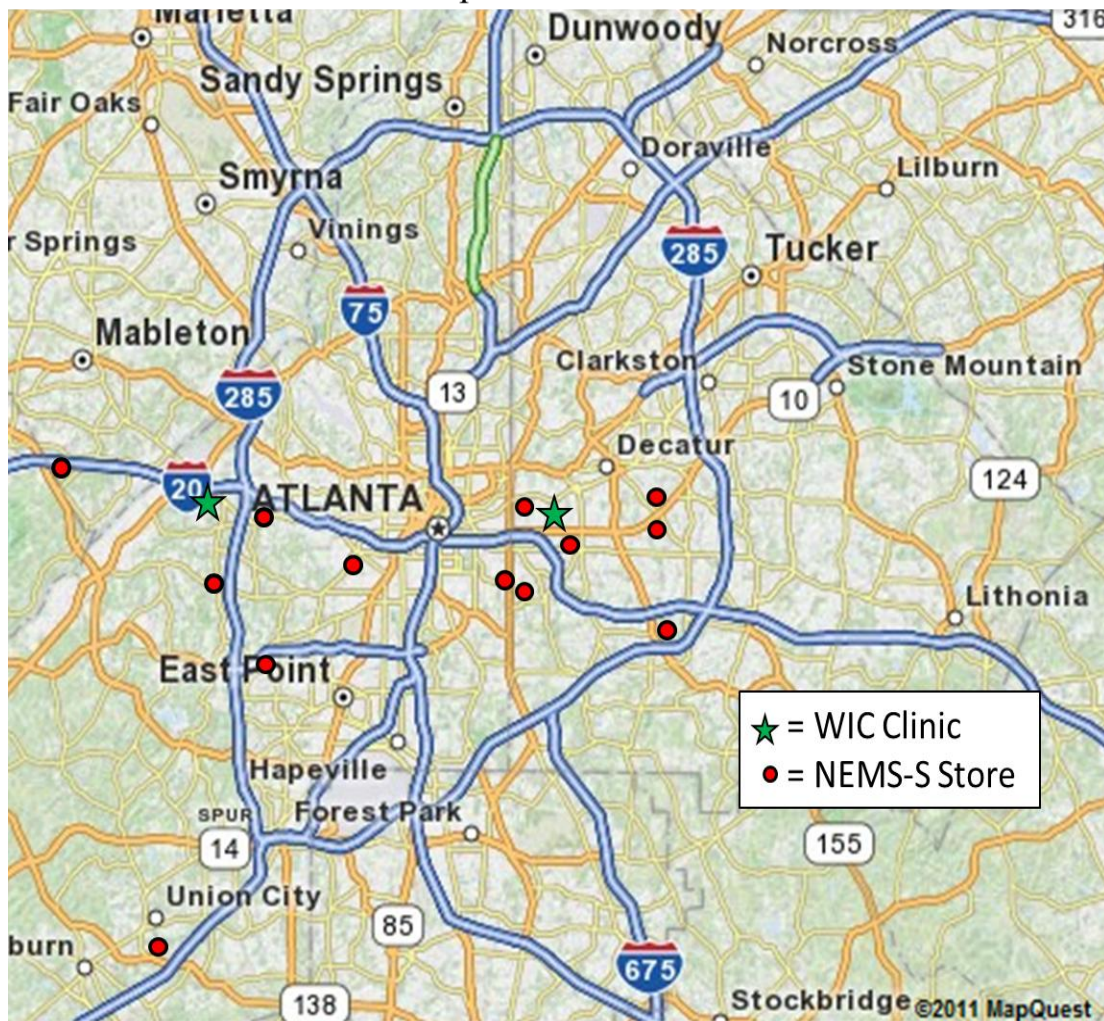 Marietta
316
Dunwoody
Norcross
Sandy Springs
Fair Oaks
Doraville
Lilburn
Smyrna
r Springs
Vinings
285
Tucker
75
Mableton
Clarkston
Stone Mountain
13
285
10
Decatur
124
20
ATLANTA
Lithonia
East Point
= WIC Clinic
= NEMS-S Store
Hapeville
SPUR
14
Forest Park
155
Union City
85
burn
675
138
Stockbridge
©2011 MapQuest